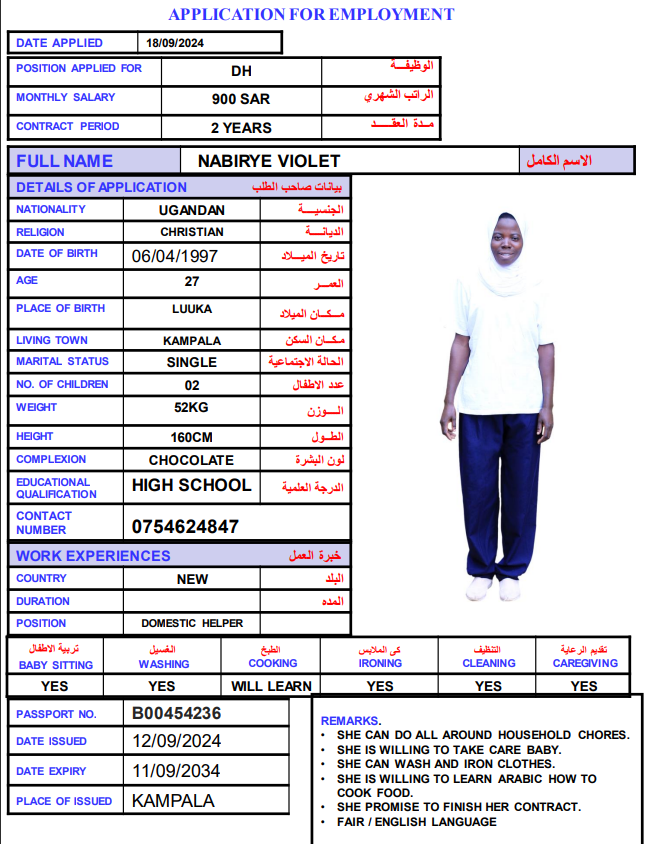 APPLICATION FOR EMPLOYMENT
DATE APPLIED 18/09/2024
POSITION APPLIED FOR DH الوظيفـــة
MONTHLY SALARY 900 SAR الراتب الشهري
CONTRACT PERIOD 2 YEARS مـدة العقـــد
FULL NAME NABIRYE VIOLET الاسم الكامل
DETAILS OF APPLICATION بيانات صاحب الطلب
NATIONALITY UGANDAN الجنسيـــة
RELIGION CHRISTIAN الديانـــة
DATE OF BIRTH 06/04/1997 تاريخ الميـــلاد
AGE 27 العمـــر
PLACE OF BIRTH LUUKA مـكـان الميلاد
LIVING TOWN KAMPALA مكـان السكن
MARITAL STATUS SINGLE الحالة الاجتماعية
NO. OF CHILDREN 02 عدد الاطفال
WEIGHT 52KG الـــوزن
HEIGHT 160CM الطـول
COMPLEXION CHOCOLATE لون البشرة
EDUCATIONAL QUALIFICATION HIGH SCHOOL الدرجة العلمية
CONTACT NUMBER 0754624847
WORK EXPERIENCES خبرة العمل
COUNTRY NEW البلد
DURATION المده
POSITION DOMESTIC HELPER
تربية الاطفال الغسيل الطبخ كى الملابس التنظيف تقديم الرعاية
BABY SITTING WASHING COOKING IRONING CLEANING CAREGIVING
YES YES WILL LEARN YES YES YES
PASSPORT NO. B00454236
DATE ISSUED 12/09/2024
DATE EXPIRY 11/09/2034
PLACE OF ISSUED KAMPALA
REMARKS.
• SHE CAN DO ALL AROUND HOUSEHOLD CHORES.
• SHE IS WILLING TO TAKE CARE BABY.
• SHE CAN WASH AND IRON CLOTHES.
• SHE IS WILLING TO LEARN ARABIC HOW TO
COOK FOOD.
• SHE PROMISE TO FINISH HER CONTRACT.
• FAIR / ENGLISH LANGUAGE